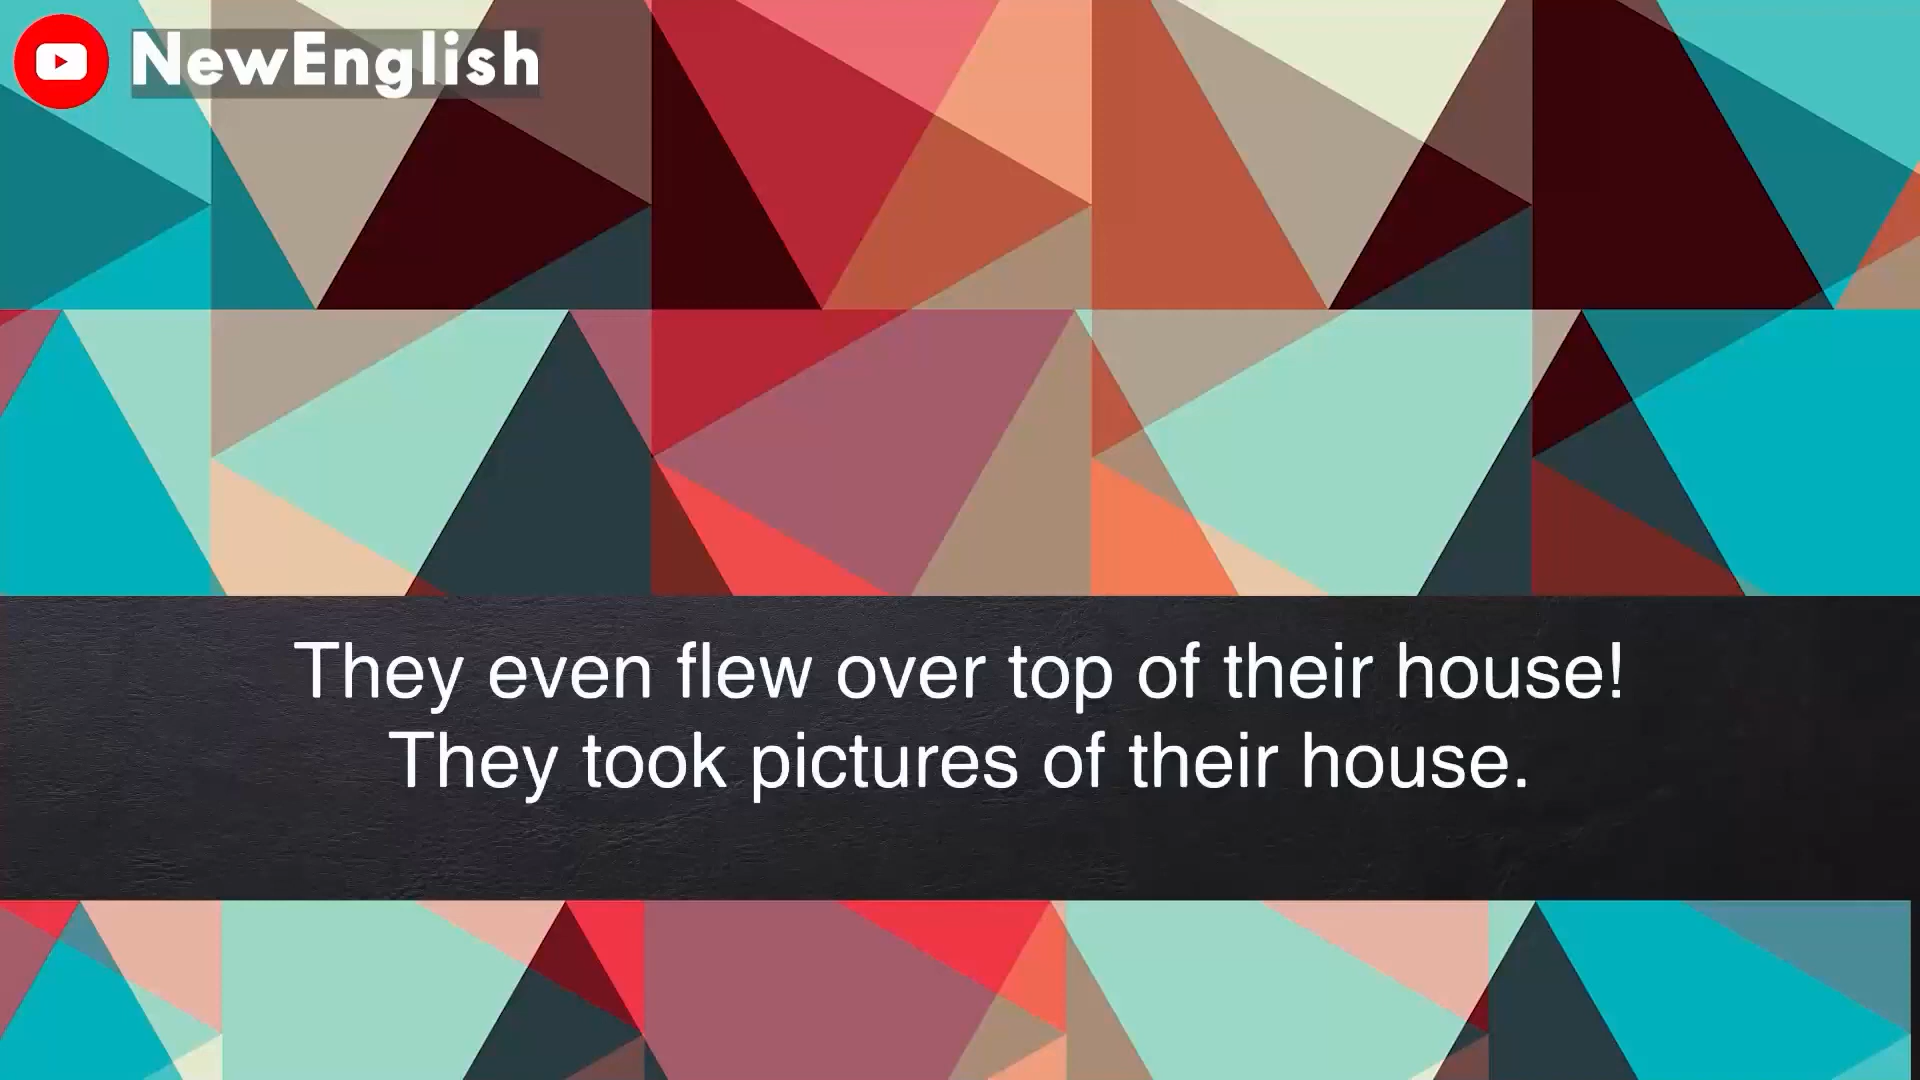 NewEnglish
They even flew over top of their house!
They took pictures of their house.